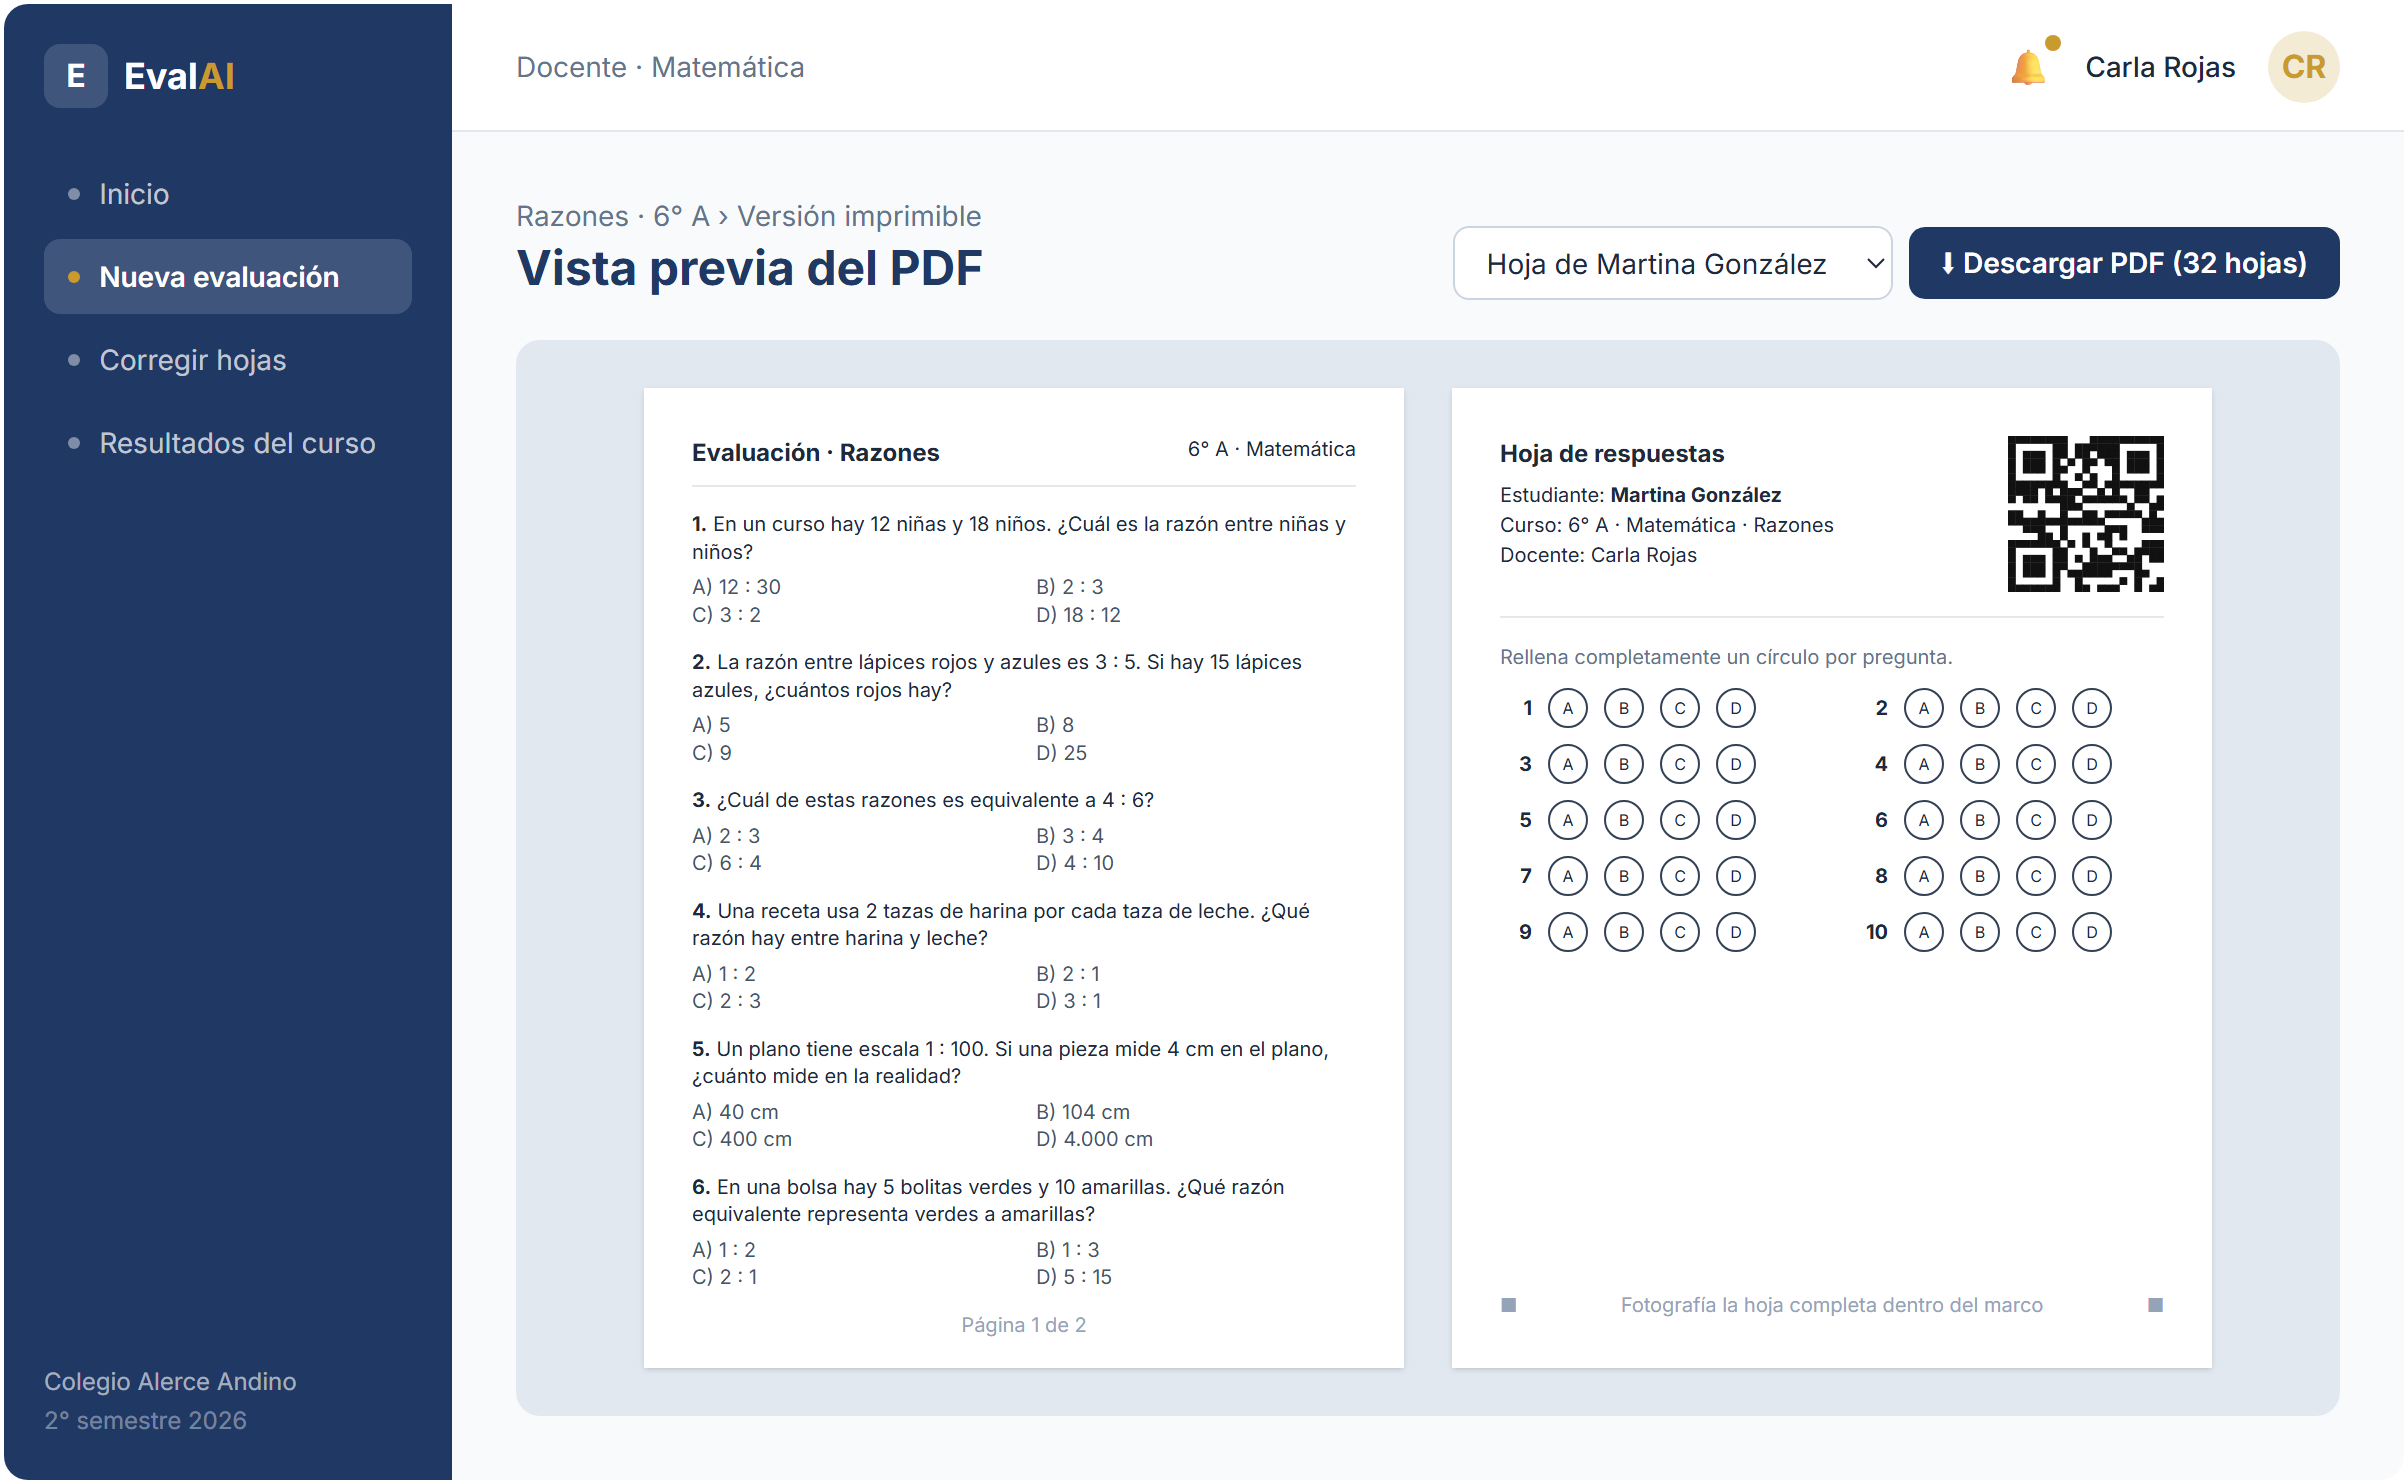 E EvalAI
Inicio
Nueva evaluación
Corregir hojas
Resultados del curso
Colegio Alerce Andino
2° semestre 2026
Docente · Matemática
Carla Rojas CR
Razones · 6° A › Versión imprimible
Vista previa del PDF
Hoja de Martina González
⬇ Descargar PDF (32 hojas)
Evaluación · Razones
6° A · Matemática
1. En un curso hay 12 niñas y 18 niños. ¿Cuál es la razón entre niñas y
niños?
A) 12 : 30 B) 2 : 3
C) 3 : 2 D) 18 : 12
2. La razón entre lápices rojos y azules es 3 : 5. Si hay 15 lápices
azules, ¿cuántos rojos hay?
A) 5 B) 8
C) 9 D) 25
3. ¿Cuál de estas razones es equivalente a 4 : 6?
A) 2 : 3 B) 3 : 4
C) 6 : 4 D) 4 : 10
4. Una receta usa 2 tazas de harina por cada taza de leche. ¿Qué
razón hay entre harina y leche?
A) 1 : 2 B) 2 : 1
C) 2 : 3 D) 3 : 1
5. Un plano tiene escala 1 : 100. Si una pieza mide 4 cm en el plano,
¿cuánto mide en la realidad?
A) 40 cm B) 104 cm
C) 400 cm D) 4.000 cm
6. En una bolsa hay 5 bolitas verdes y 10 amarillas. ¿Qué razón
equivalente representa verdes a amarillas?
A) 1 : 2 B) 1 : 3
C) 2 : 1 D) 5 : 15
Página 1 de 2
Hoja de respuestas
Estudiante: Martina González
Curso: 6° A · Matemática · Razones
Docente: Carla Rojas
Rellena completamente un círculo por pregunta.
1 A B C D 2 A B C D
3 A B C D 4 A B C D
5 A B C D 6 A B C D
7 A B C D 8 A B C D
9 A B C D 10 A B C D
Fotografía la hoja completa dentro del marco